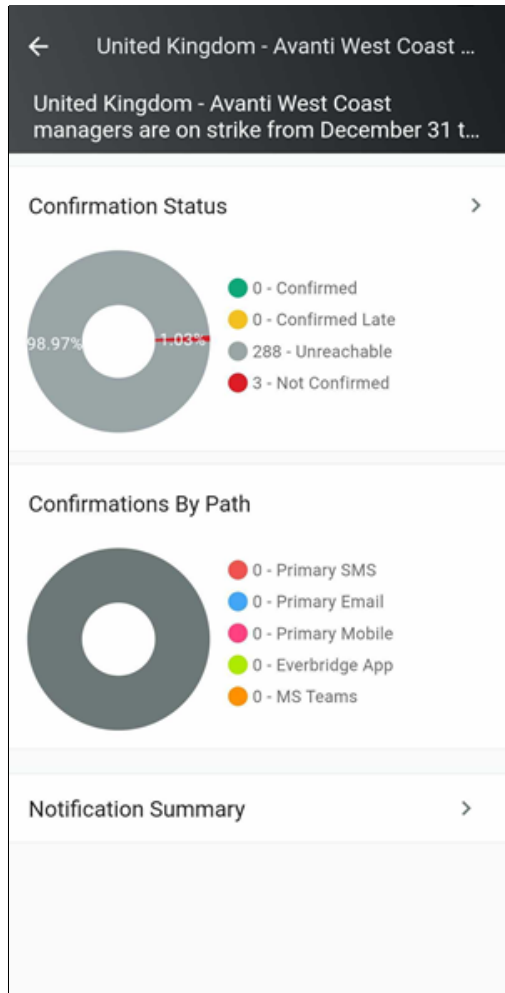 United Kingdom - Avanti West Coast ...
United Kingdom - Avanti West Coast
managers are on strike from December 31 t...
Confirmation Status
98.97%
1.03%
0 - Confirmed
0 - Confirmed Late
288 - Unreachable
3 - Not Confirmed
Confirmations By Path
0 - Primary SMS
0 - Primary Email
0 - Primary Mobile
0 - Everbridge App
0 - MS Teams
Notification Summary